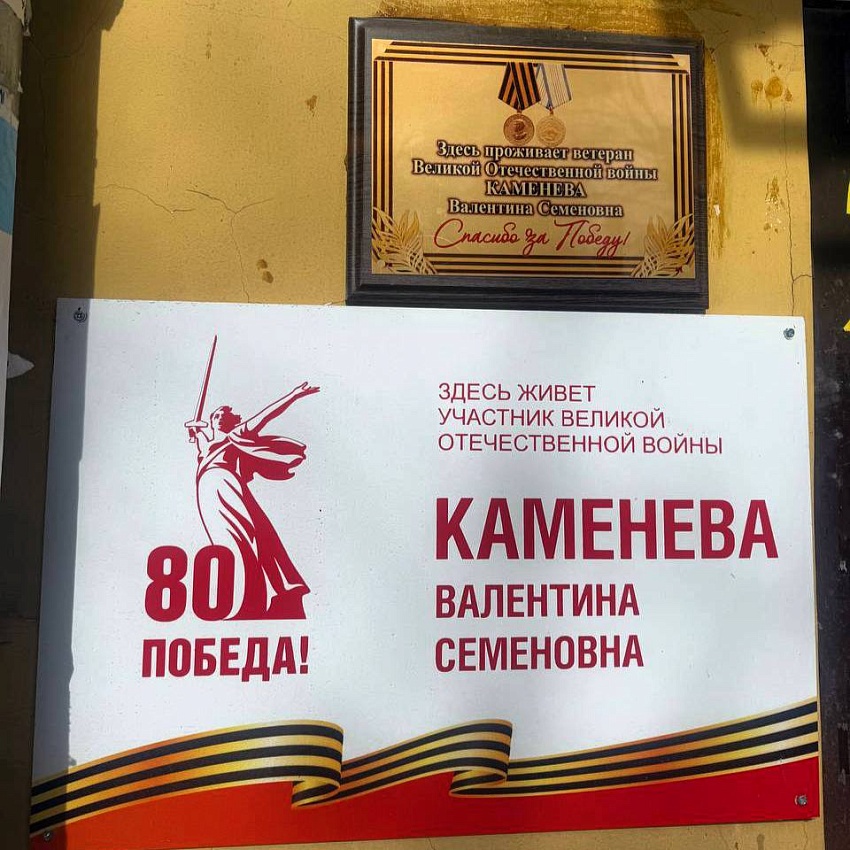 Здесь проживает ветеран
Великой Отечественной войны
КАМЕНЕВА
Валентина Семеновна
Спасибо за Победу!
ЗДЕСЬ ЖИВЕТ
УЧАСТНИК ВЕЛИКОЙ
ОТЕЧЕСТВЕННОЙ ВОЙНЫ
КАМЕНЕВА
ВАЛЕНТИНА
СЕМЕНОВНА
80
ПОБЕДА!